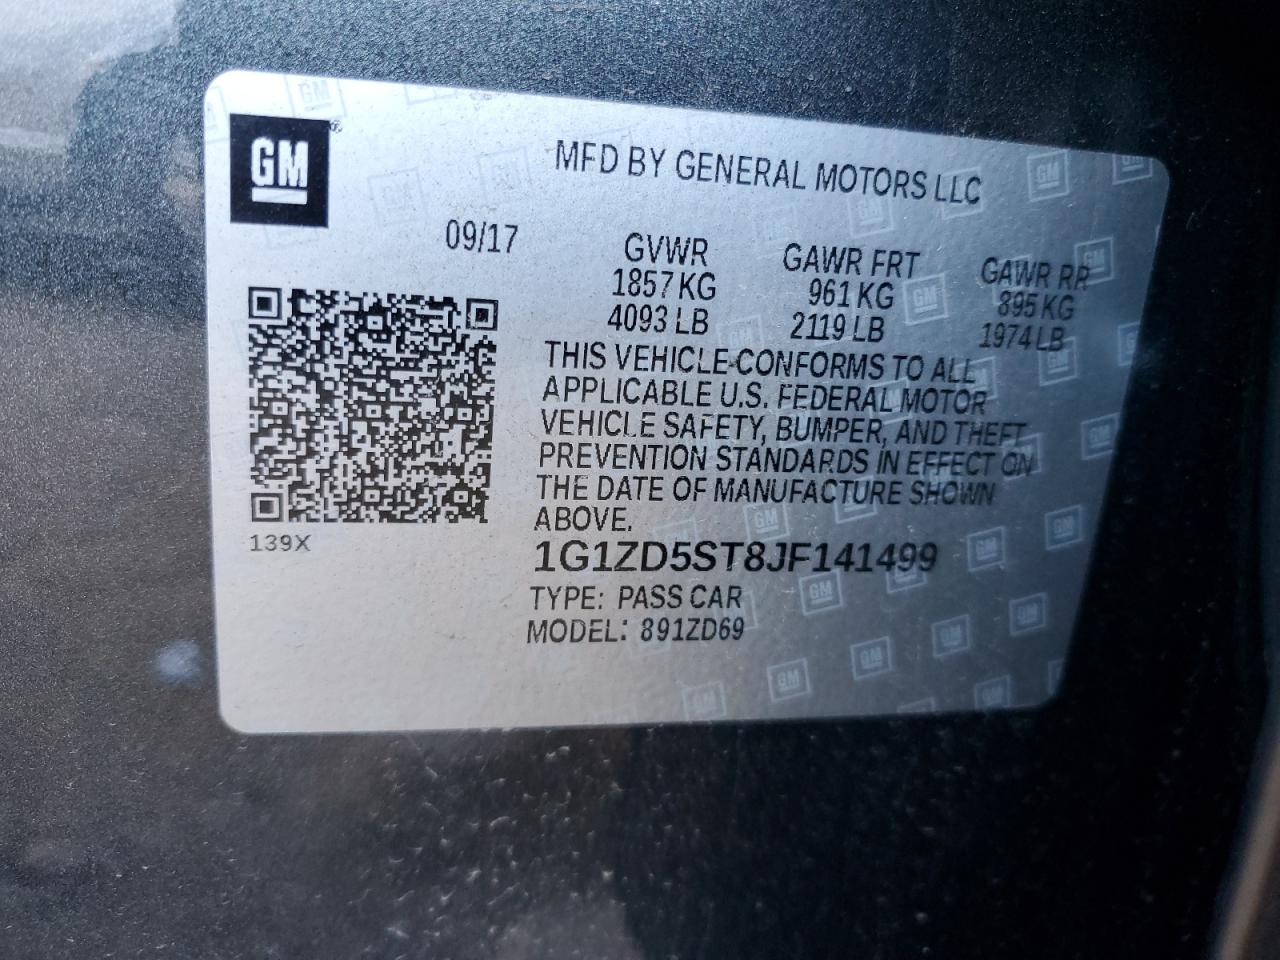 GM
MFD BY GENERAL MOTORS LLC
09/17
GVWR GAWR FRT GAWR RR
1857 KG 961 KG 895 KG
4093 LB 2119 LB 1974 LB
THIS VEHICLE CONFORMS TO ALL
APPLICABLE U.S. FEDERAL MOTOR
VEHICLE SAFETY, BUMPER, AND THEFT
PREVENTION STANDARDS IN EFFECT ON
THE DATE OF MANUFACTURE SHOWN
ABOVE.
139X
1G1ZD5ST8JF141499
TYPE: PASS CAR
MODEL: 891ZD69